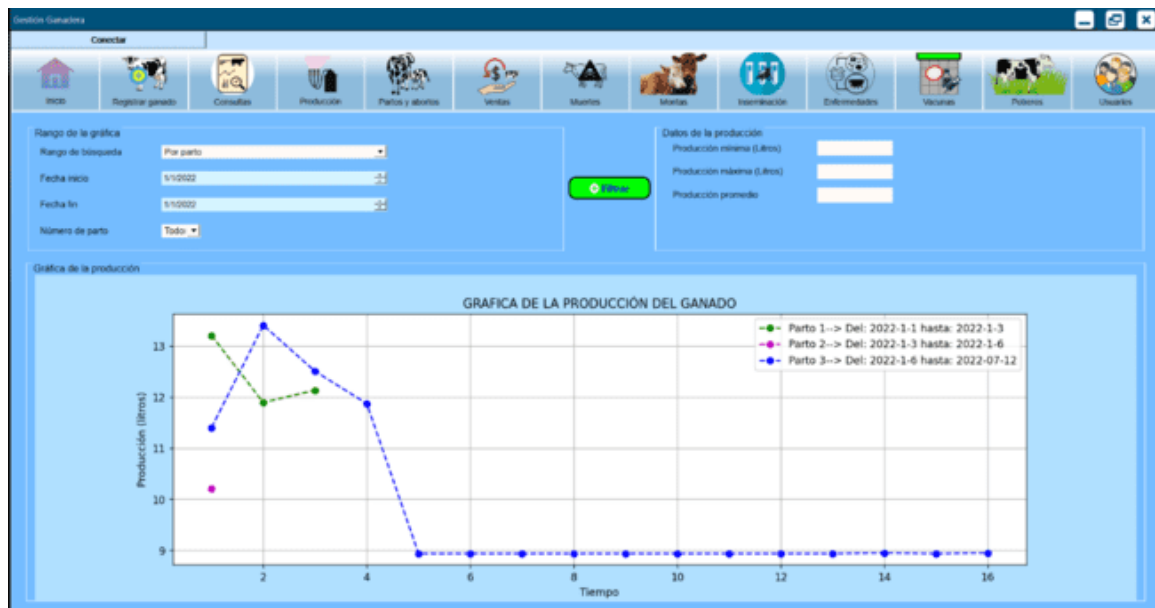 Gestión Ganadera
Conectar
Inicio Registrar ganado Consultas Producción Partos y abortos Ventas Muertes Montas Inseminación Enfermedades Vacunas Potreros Usuarios
Rango de la gráfica
Rango de búsqueda Por parto
Fecha inicio 1/1/2022
Fecha fin 1/1/2022
Número de parto Todo
Filtrar
Datos de la producción
Producción mínima (Litros)
Producción máxima (Litros)
Producción promedio
Gráfica de la producción
GRAFICA DE LA PRODUCCIÓN DEL GANADO
Parto 1--> Del: 2022-1-1 hasta: 2022-1-3
Parto 2--> Del: 2022-1-3 hasta: 2022-1-6
Parto 3--> Del: 2022-1-6 hasta: 2022-07-12
Producción (litros)
13
12
11
10
9
2 4 6 8 10 12 14 16
Tiempo